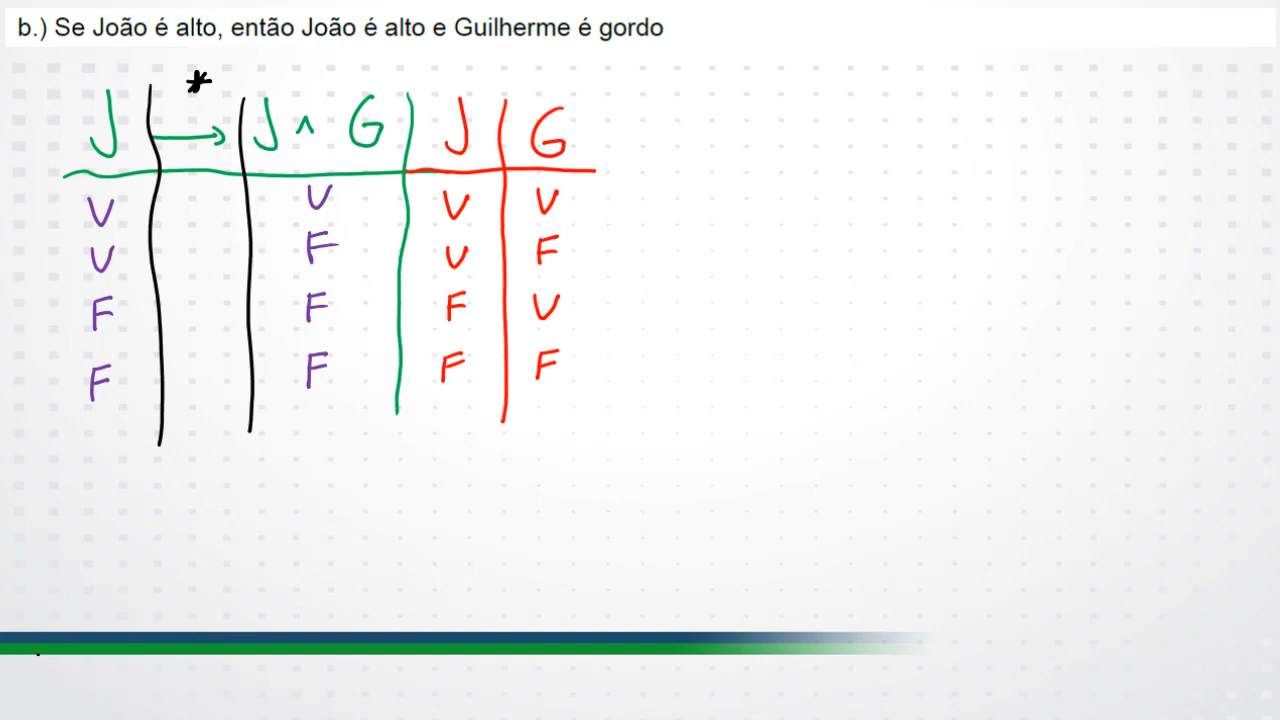 b.) Se João é alto, então João é alto e Guilherme é gordo
*
J → J ∧ G J G
V V V V
V F V F
F F F V
F F F F